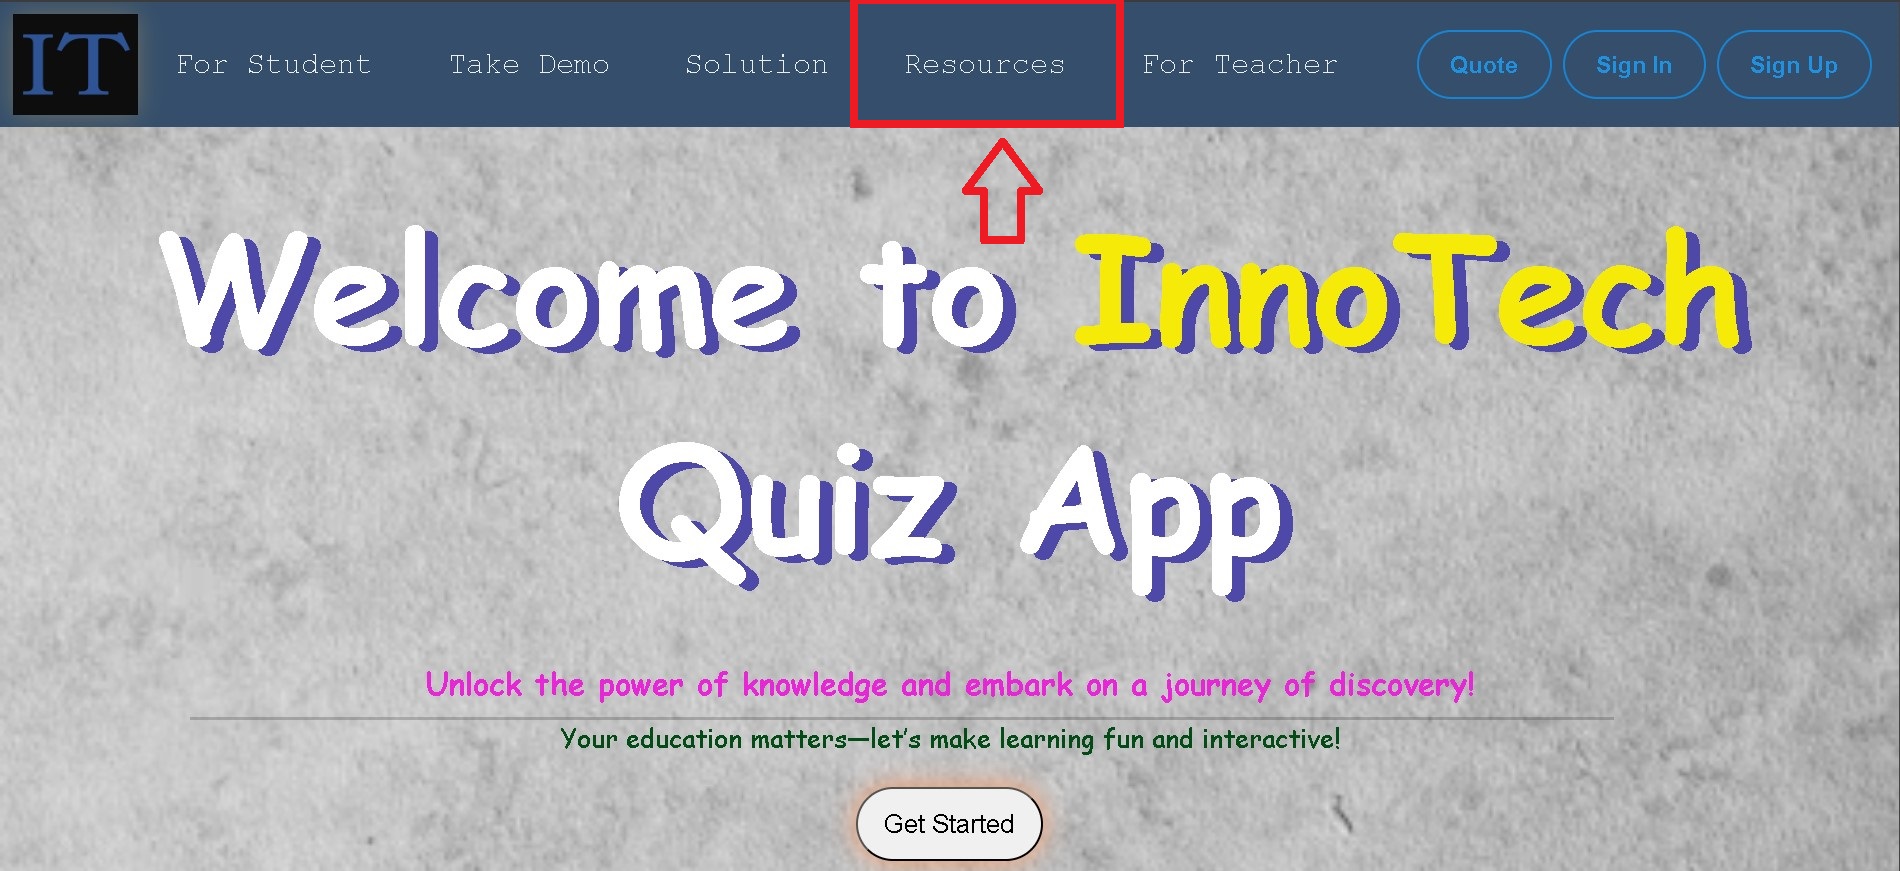 IT
For Student
Take Demo
Solution
Resources
For Teacher
Quote
Sign In
Sign Up
Welcome to InnoTech
Quiz App
Unlock the power of knowledge and embark on a journey of discovery!
Your education matters—let's make learning fun and interactive!
Get Started